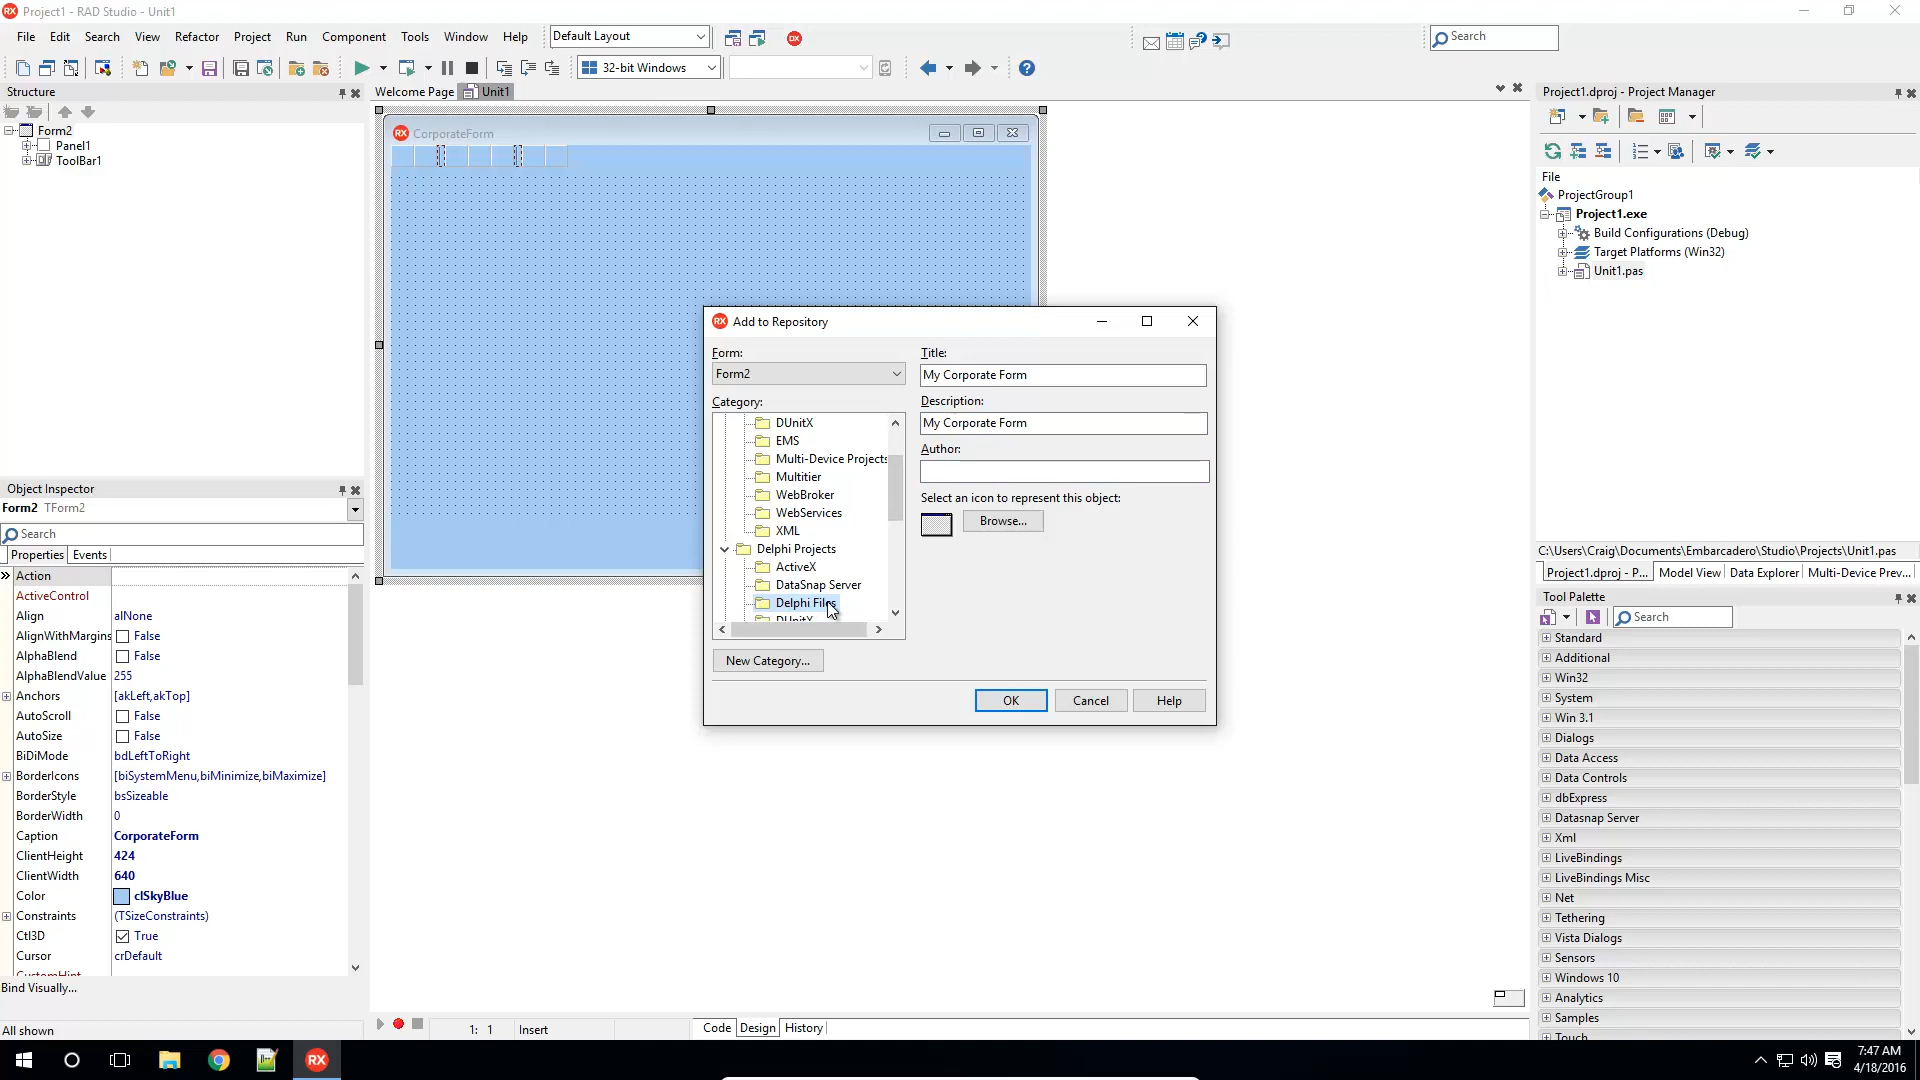 Project1 - RAD Studio - Unit1
File Edit Search View Refactor Project Run Component Tools Window Help
Default Layout
Search
32-bit Windows
Structure
Form2
Panel1
ToolBar1
Object Inspector
Form2 TForm2
Search
Properties Events
Action
ActiveControl
Align alNone
AlignWithMargins False
AlphaBlend False
AlphaBlendValue 255
Anchors [akLeft,akTop]
AutoScroll False
AutoSize False
BiDiMode bdLeftToRight
BorderIcons [biSystemMenu,biMinimize,biMaximize]
BorderStyle bsSizeable
BorderWidth 0
Caption CorporateForm
ClientHeight 424
ClientWidth 640
Color clSkyBlue
Constraints (TSizeConstraints)
Ctl3D True
Cursor crDefault
CustomHint
Bind Visually...
All shown
Welcome Page Unit1
CorporateForm
Add to Repository
Form:
Form2
Category:
DUnitX
EMS
Multi-Device Projects
Multitier
WebBroker
WebServices
XML
Delphi Projects
ActiveX
DataSnap Server
Delphi Files
DUnitX
New Category...
Title:
My Corporate Form
Description:
My Corporate Form
Author:
Select an icon to represent this object:
Browse...
OK Cancel Help
1: 1 Insert
Code Design History
Project1.dproj - Project Manager
File
ProjectGroup1
Project1.exe
Build Configurations (Debug)
Target Platforms (Win32)
Unit1.pas
C:\Users\Craig\Documents\Embarcadero\Studio\Projects\Unit1.pas
Project1.dproj - P... Model View Data Explorer Multi-Device Prev...
Tool Palette
Search
Standard
Additional
Win32
System
Win 3.1
Dialogs
Data Access
Data Controls
dbExpress
Datasnap Server
Xml
LiveBindings
LiveBindings Misc
Net
Tethering
Vista Dialogs
Sensors
Windows 10
Analytics
Samples
Touch
RX
7:47 AM
4/18/2016